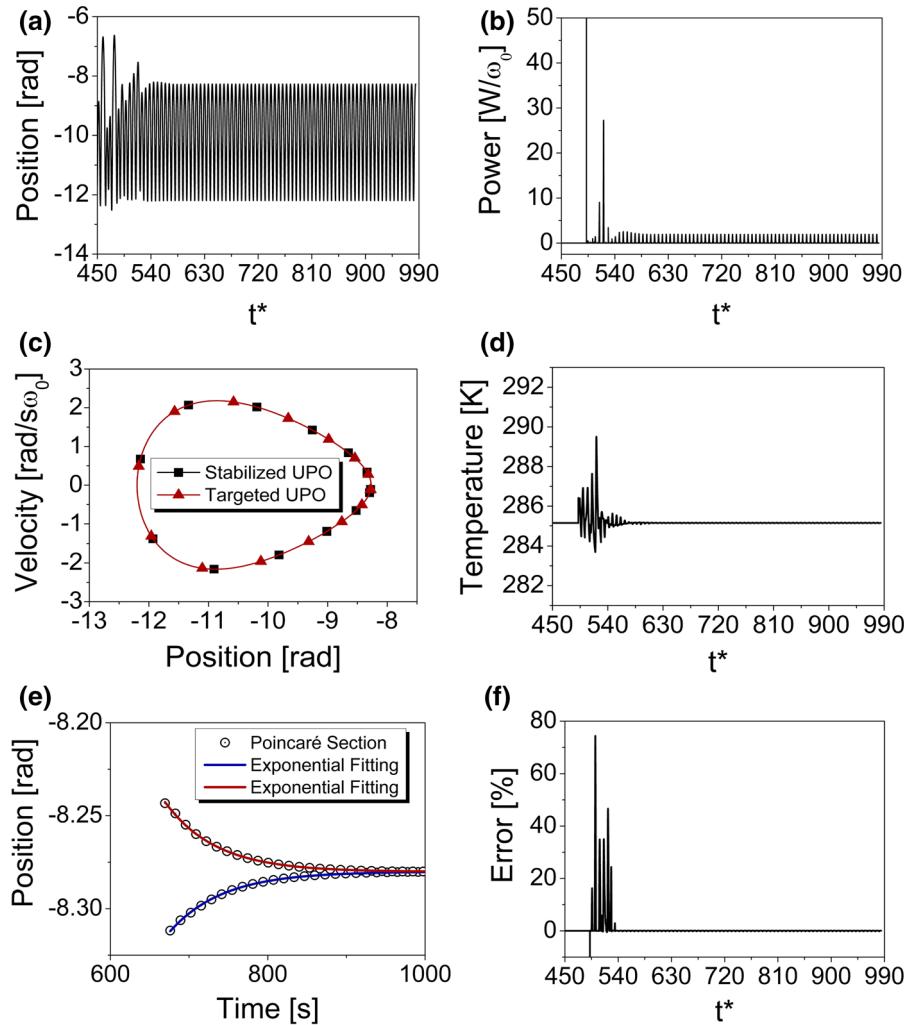 (a)
Position [rad]
-6
-8
-10
-12
-14
450 540 630 720 810 900 990
t*
(b)
Power [W/ω0]
50
40
30
20
10
0
450 540 630 720 810 900 990
t*
(c)
Velocity [rad/sω0]
3
2
1
0
-1
-2
-3
Stabilized UPO
Targeted UPO
-13 -12 -11 -10 -9 -8
Position [rad]
(d)
Temperature [K]
292
290
288
286
284
282
450 540 630 720 810 900 990
t*
(e)
Position [rad]
-8.20
-8.25
-8.30
Poincaré Section
Exponential Fitting
Exponential Fitting
600 800 1000
Time [s]
(f)
Error [%]
80
60
40
20
0
450 540 630 720 810 900 990
t*